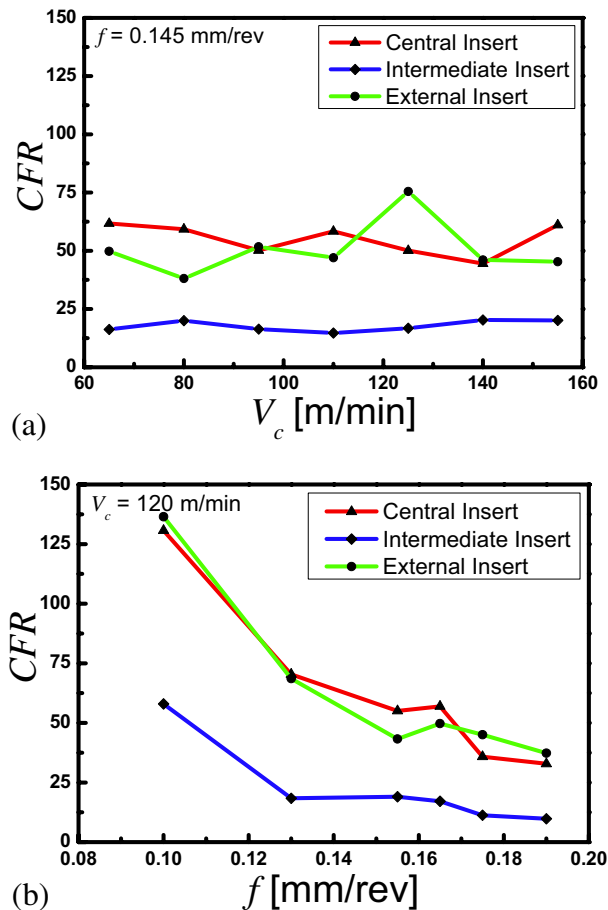 150
f = 0.145 mm/rev
Central Insert
Intermediate Insert
External Insert
125
100
75
50
25
0
CFR
60 80 100 120 140 160
V_c [m/min]
(a)
150
V_c = 120 m/min
Central Insert
Intermediate Insert
External Insert
125
100
75
50
25
0
CFR
0.08 0.10 0.12 0.14 0.16 0.18 0.20
f [mm/rev]
(b)